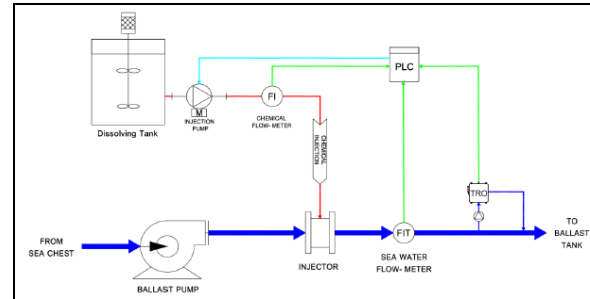 PLC
FI
M
Dissolving Tank
INJECTION
PUMP
CHEMICAL
FLOW-METER
CHEMICAL
INJECTION
TRO
FROM
SEA CHEST
BALLAST PUMP
INJECTOR
FIT
SEA WATER
FLOW- METER
TO
BALLAST
TANK